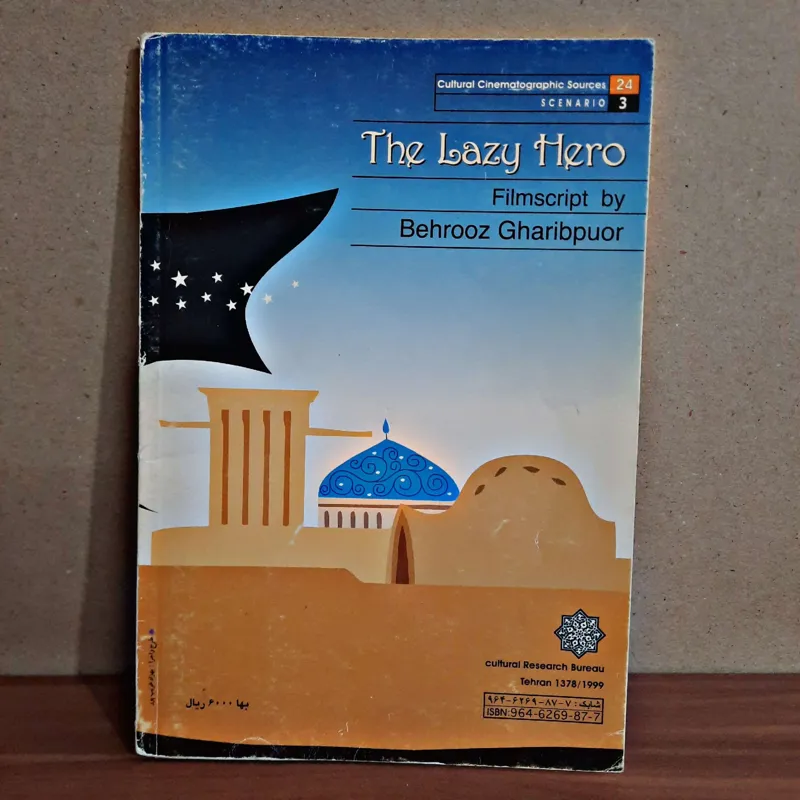 Cultural Cinematographic Sources 24
SCENARIO 3
The Lazy Hero
Filmscript by
Behrooz Gharibpuor
cultural Research Bureau
Tehran 1378/1999
شابک: ۹۶۴-۶۲۶۹-۸۷-۷
ISBN:964-6269-87-7
بها ۶۰۰۰ ریال